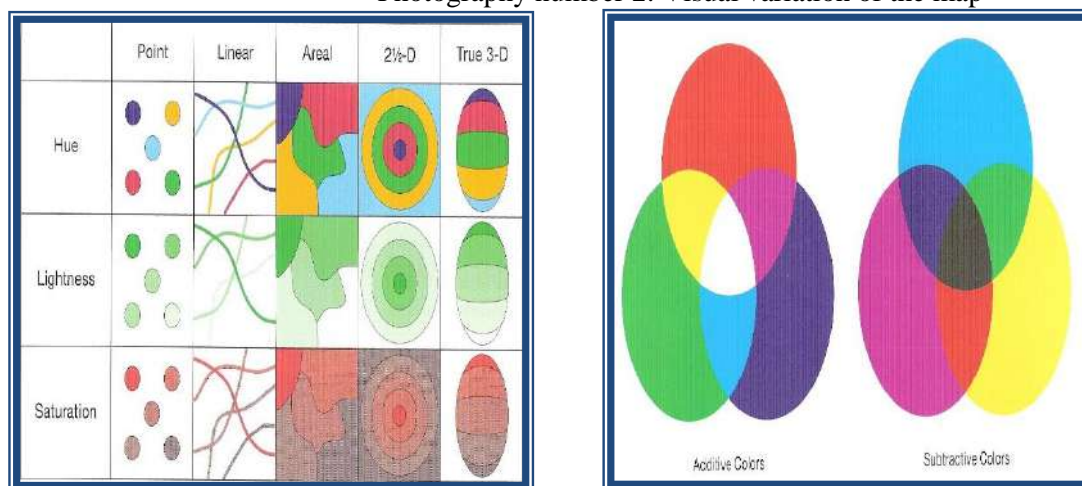 Photography number 2: Visual variation of the map
Point Linear Areal 2½-D True 3-D
Hue
Lightness
Saturation
Additive Colors Subtractive Colors